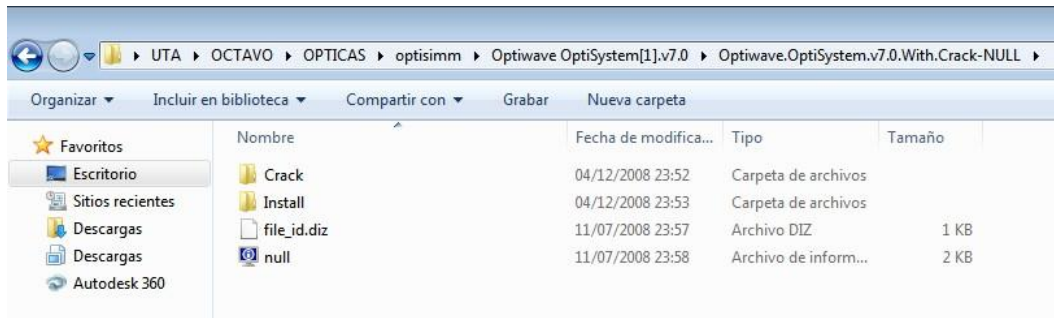 UTA ▸ OCTAVO ▸ OPTICAS ▸ optisimm ▸ Optiwave OptiSystem[1].v7.0 ▸ Optiwave.OptiSystem.v7.0.With.Crack-NULL ▸
Organizar Incluir en biblioteca Compartir con Grabar Nueva carpeta
Favoritos
Escritorio
Sitios recientes
Descargas
Descargas
Autodesk 360
Nombre Fecha de modifica... Tipo Tamaño
Crack 04/12/2008 23:52 Carpeta de archivos
Install 04/12/2008 23:53 Carpeta de archivos
file_id.diz 11/07/2008 23:57 Archivo DIZ 1 KB
null 11/07/2008 23:58 Archivo de inform... 2 KB